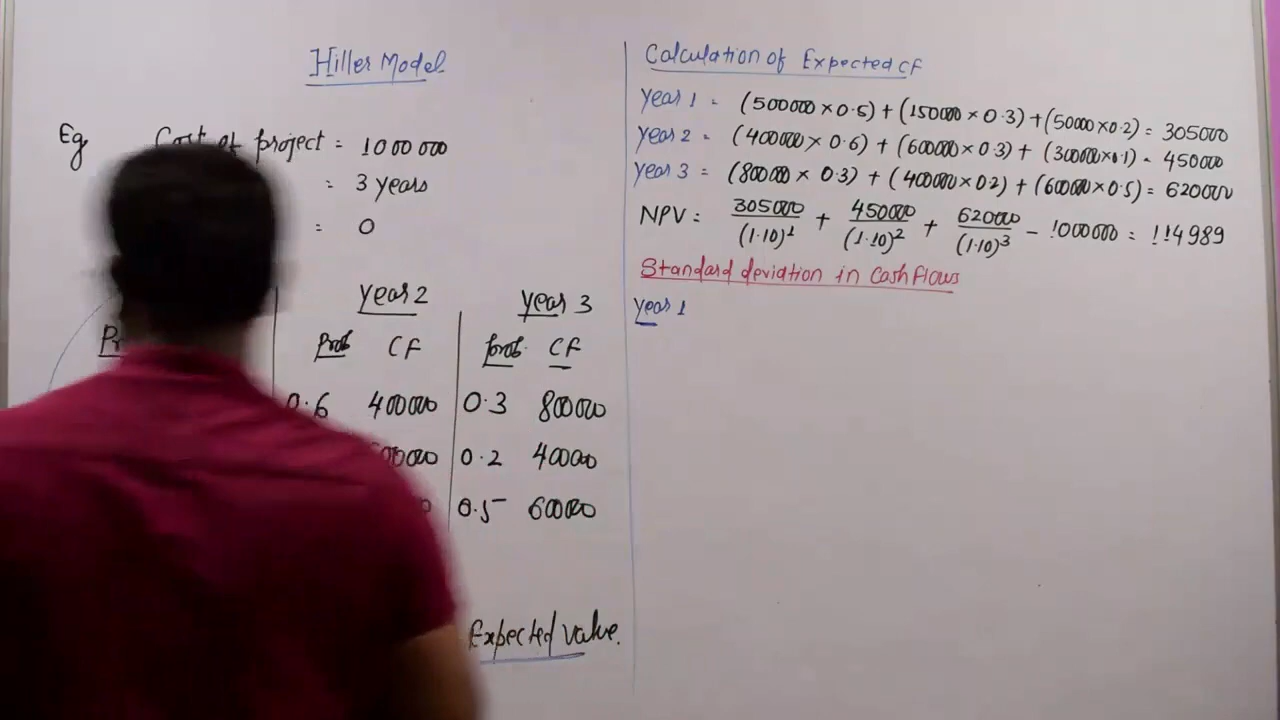 Hiller Model
Eg Cost of project = 1000000
= 3 years
= 0
year 2 year 3
Prob CF prob. CF
0.6 400000 0.3 800000
0.2 400000
0.5 600000
Expected value.
Calculation of Expected CF
Year 1 = (500000 × 0.5) + (150000 × 0.3) + (50000 × 0.2) = 305000
Year 2 = (400000 × 0.6) + (600000 × 0.3) + (300000 × .1) = 450000
Year 3 = (800000 × 0.3) + (400000 × 0.2) + (600000 × 0.5) = 620000
NPV = 305000/(1.10)^1 + 450000/(1.10)^2 + 620000/(1.10)^3 - 1000000 = 114989
Standard deviation in Cash flows
year 1